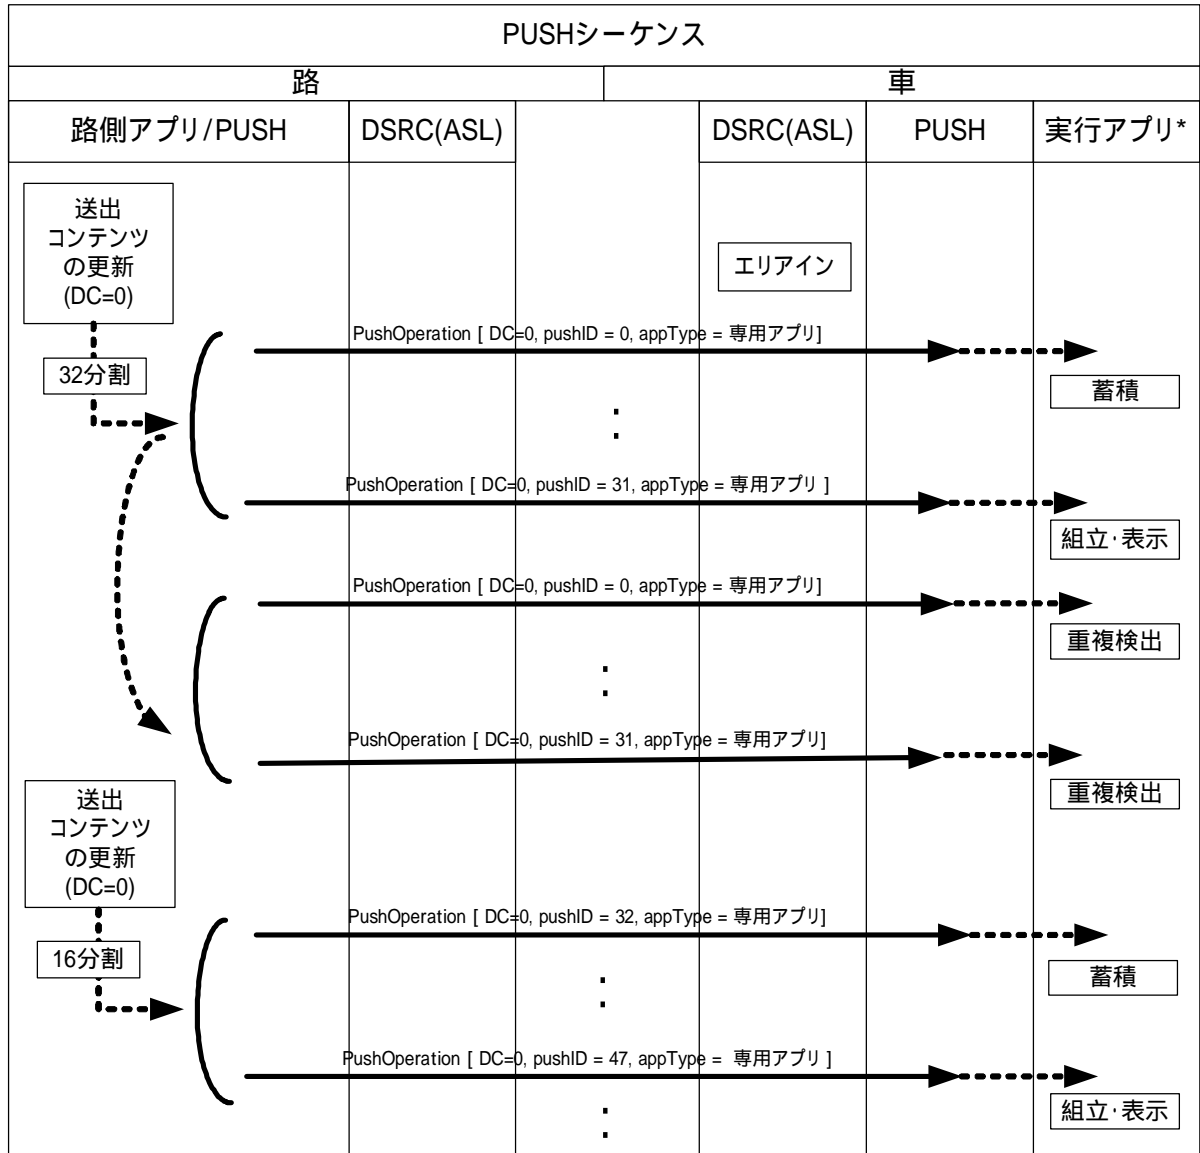 PUSHシーケンス
路
車
路側アプリ/PUSH
DSRC(ASL)
DSRC(ASL)
PUSH
実行アプリ*
送出
コンテンツ
の更新
(DC=0)
エリアイン
PushOperation [ DC=0, pushID = 0, appType = 専用アプリ]
32分割
蓄積
PushOperation [ DC=0, pushID = 31, appType = 専用アプリ ]
組立・表示
PushOperation [ DC=0, pushID = 0, appType = 専用アプリ]
重複検出
PushOperation [ DC=0, pushID = 31, appType = 専用アプリ]
重複検出
送出
コンテンツ
の更新
(DC=0)
PushOperation [ DC=0, pushID = 32, appType = 専用アプリ]
16分割
蓄積
PushOperation [ DC=0, pushID = 47, appType = 専用アプリ ]
組立・表示